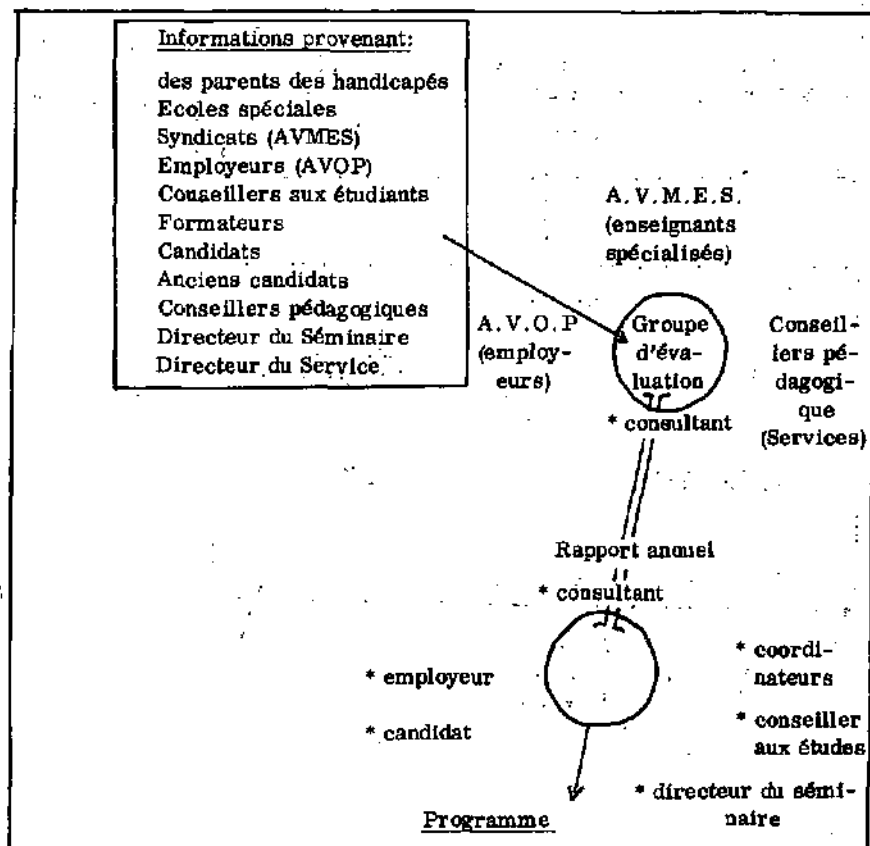 Informations provenant:
des parents des handicapés
Ecoles spéciales
Syndicats (AVMES)
Employeurs (AVOP)
Conseillers aux étudiants
Formateurs
Candidats
Anciens candidats
Conseillers pédagogiques
Directeur du Séminaire
Directeur du Service
A.V.M.E.S.
(enseignants
spécialisés)
A.V.O.P
(employ-
eurs)
Groupe
d'éva-
luation
* consultant
Conseil-
lers pé-
dagogi-
que
(Services)
Rapport annuel
* consultant
* employeur
* candidat
* coordi-
nateurs
* conseiller
aux études
* directeur du sémi-
naire
Programme